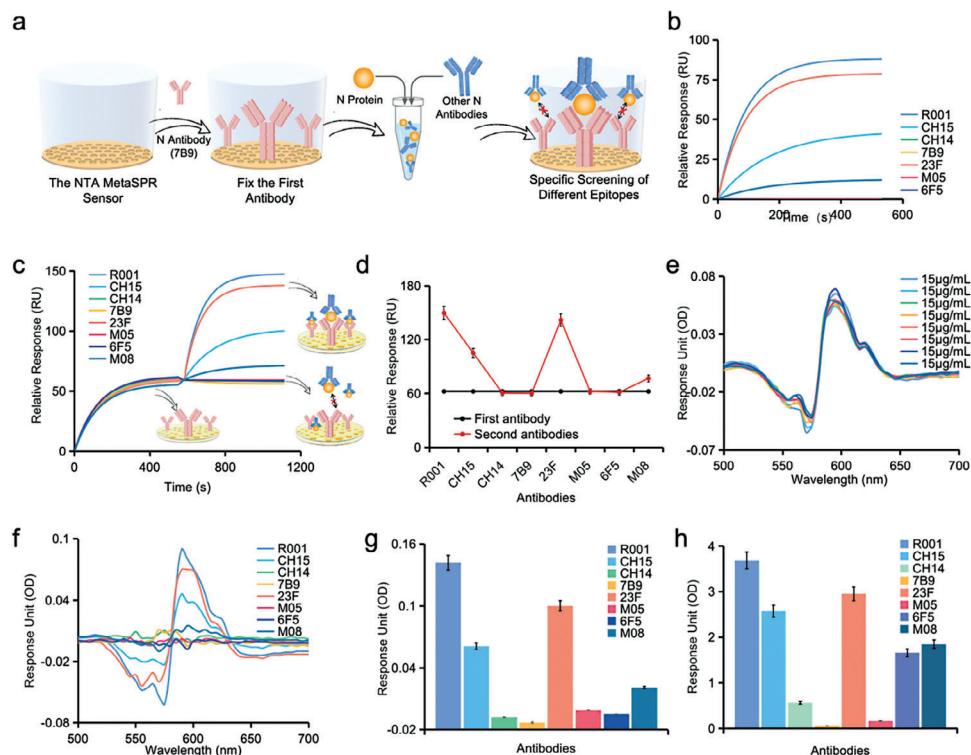 a
N Protein
N Antibody
(7B9)
Other N
Antibodies
The NTA MetaSPR
Sensor
Fix the First
Antibody
Specific Screening of
Different Epitopes
b
Relative Response (RU)
100
75
50
25
0
0
200
400
600
Time (s)
R001
CH15
CH14
7B9
23F
M05
6F5
c
Relative Response (RU)
150
100
50
0
0
400
800
1200
Time (s)
R001
CH15
CH14
7B9
23F
M05
6F5
M08
d
Relative Response (RU)
180
120
60
0
First antibody
Second antibodies
R001
CH15
CH14
7B9
23F
M05
6F5
M08
Antibodies
e
Response Unit (OD)
0.08
0.03
-0.02
-0.07
500
550
600
650
700
Wavelength (nm)
15μg/mL
15μg/mL
15μg/mL
15μg/mL
15μg/mL
15μg/mL
15μg/mL
15μg/mL
f
Response Unit (OD)
0.1
0.04
-0.02
-0.08
500
550
600
650
700
Wavelength (nm)
R001
CH15
CH14
7B9
23F
M05
6F5
M08
g
Response Unit (OD)
0.16
0.1
0.04
-0.02
Antibodies
R001
CH15
CH14
7B9
23F
M05
6F5
M08
h
Response Unit (OD)
4
3
2
1
0
Antibodies
R001
CH15
CH14
7B9
23F
M05
6F5
M08